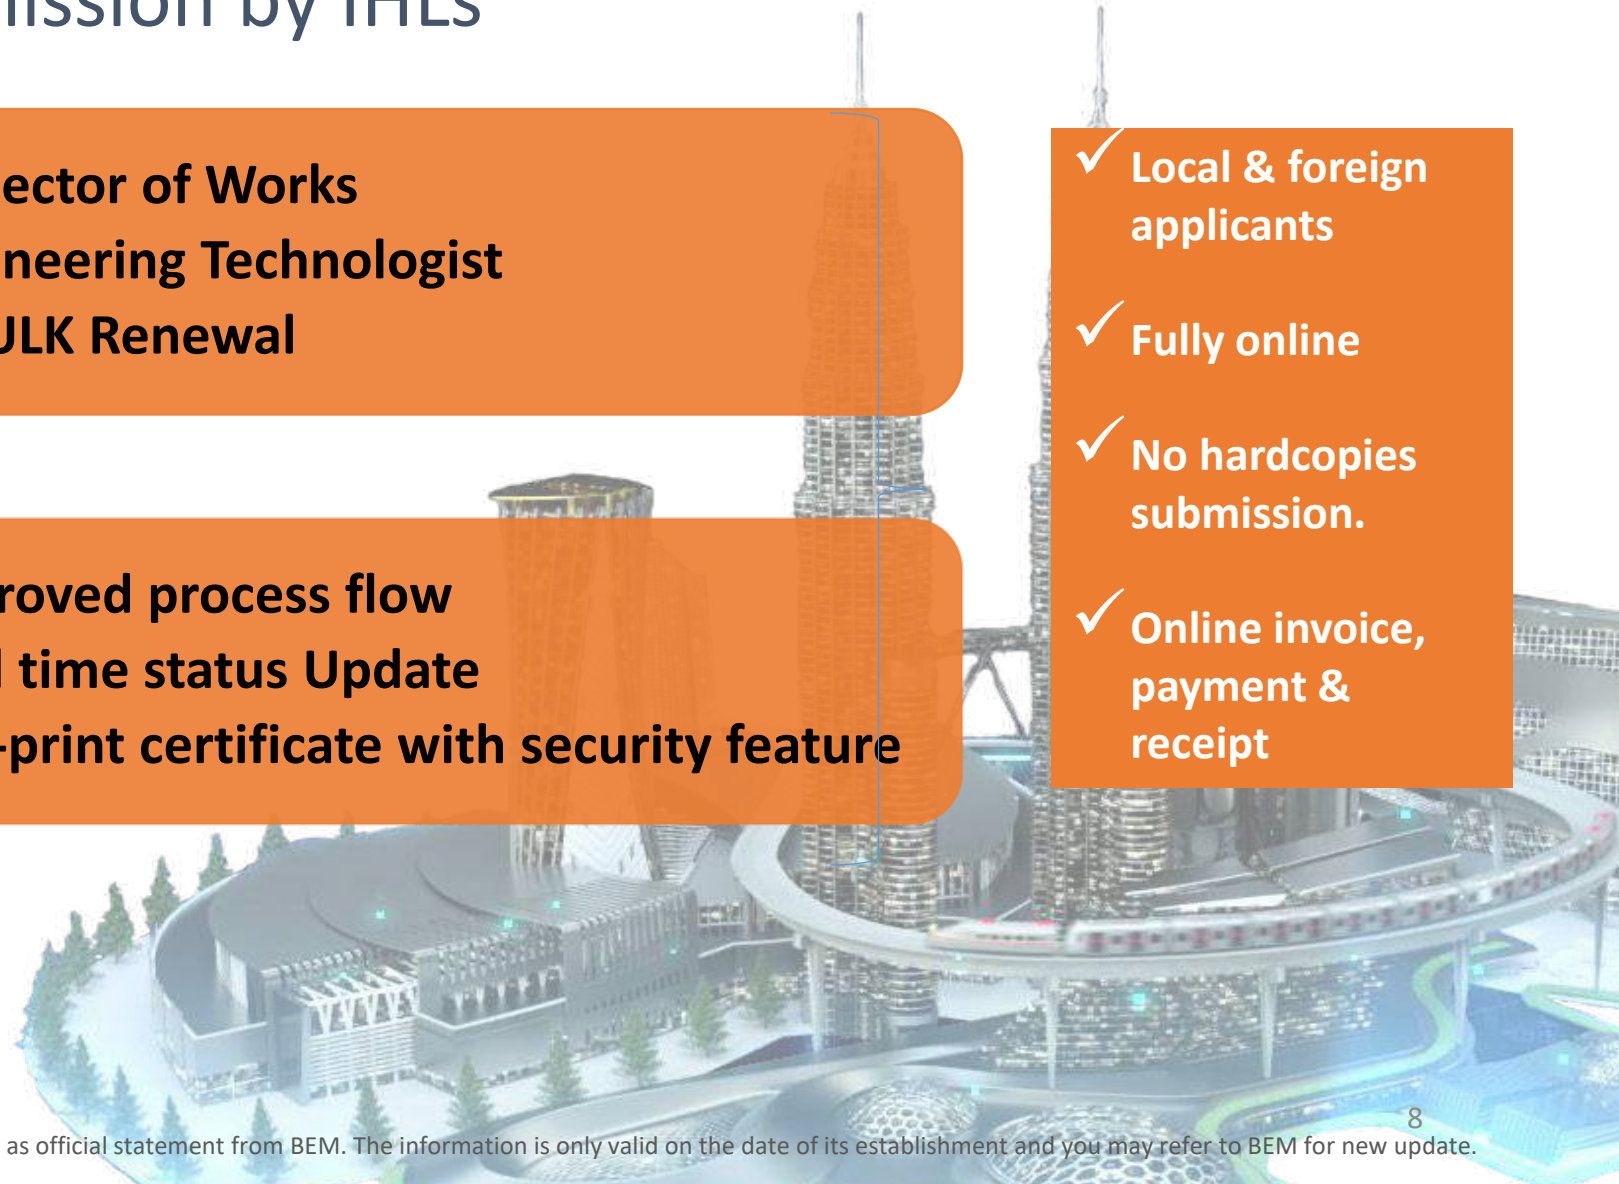 ission by IHLs
ector of Works
neering Technologist
ULK Renewal
roved process flow
time status Update
-print certificate with security feature
Local & foreign
applicants
Fully online
No hardcopies
submission.
Online invoice,
payment &
receipt
8
as official statement from BEM. The information is only valid on the date of its establishment and you may refer to BEM for new update.